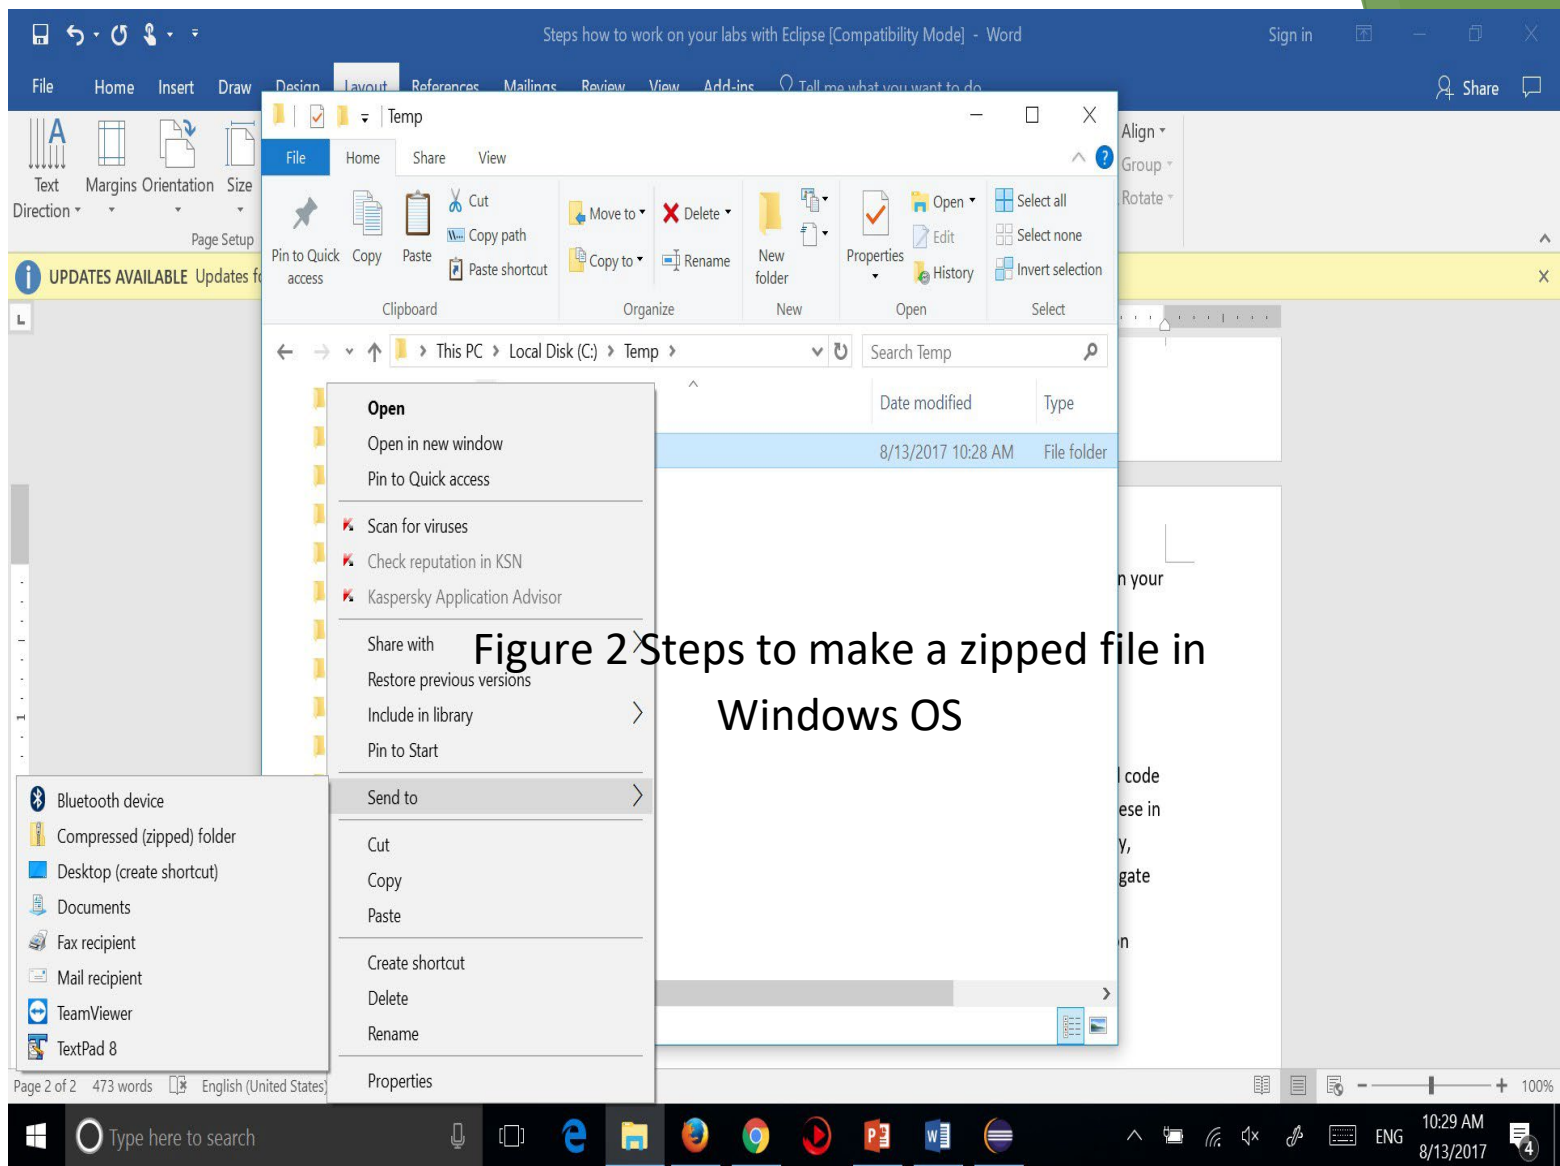 Steps how to work on your labs with Eclipse [Compatibility Mode] - Word
Sign in
File Home Insert Draw Design Layout References Mailings Review View Add-ins Tell me what you want to do
Share
Temp
File Home Share View
Text Direction
Margins Orientation Size
Page Setup
Align
Group
Rotate
Pin to Quick access
Copy
Paste
Cut
Copy path
Paste shortcut
Clipboard
Move to
Copy to
Delete
Rename
Organize
New folder
New
Properties
Open
Edit
History
Open
Select all
Select none
Invert selection
Select
UPDATES AVAILABLE Updates fo
This PC > Local Disk (C:) > Temp >
Search Temp
Date modified Type
8/13/2017 10:28 AM File folder
Open
Open in new window
Pin to Quick access
Scan for viruses
Check reputation in KSN
Kaspersky Application Advisor
Share with
Restore previous versions
Include in library
Pin to Start
Send to
Cut
Copy
Paste
Create shortcut
Delete
Rename
Properties
Figure 2 Steps to make a zipped file in
Windows OS
n your
code
ese in
y,
gate
n
Bluetooth device
Compressed (zipped) folder
Desktop (create shortcut)
Documents
Fax recipient
Mail recipient
TeamViewer
TextPad 8
Page 2 of 2 473 words English (United States)
100%
Type here to search
ENG
10:29 AM
8/13/2017
4